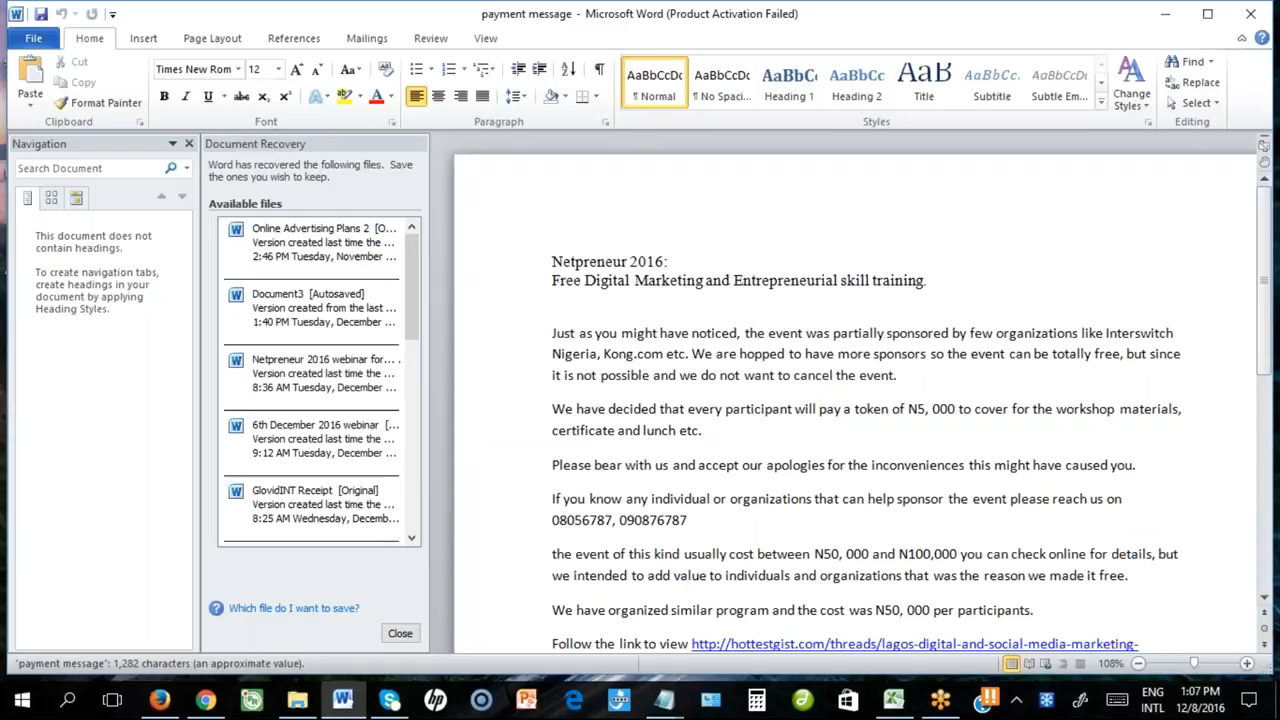 payment message - Microsoft Word (Product Activation Failed)
File Home Insert Page Layout References Mailings Review View
Paste
Cut
Copy
Format Painter
Clipboard
Times New Rom 12
Font
Paragraph
AaBbCcDc AaBbCcDc AaBbC AaBbCc AaB AaBbCc. AaBbCcDc
¶ Normal ¶ No Spaci... Heading 1 Heading 2 Title Subtitle Subtle Em...
Change
Styles
Styles
Find
Replace
Select
Editing
Navigation
Search Document
This document does not
contain headings.
To create navigation tabs,
create headings in your
document by applying
Heading Styles.
Document Recovery
Word has recovered the following files. Save
the ones you wish to keep.
Available files
Online Advertising Plans 2 [O...
Version created last time the ...
2:46 PM Tuesday, November ...
Document3 [Autosaved]
Version created from the last ...
1:40 PM Tuesday, December ...
Netpreneur 2016 webinar for...
Version created last time the ...
8:36 AM Tuesday, December ...
6th December 2016 webinar [...
Version created last time the ...
9:12 AM Tuesday, December ...
GlovidINT Receipt [Original]
Version created last time the ...
8:25 AM Wednesday, Decemb...
Which file do I want to save?
Close
Netpreneur 2016:
Free Digital Marketing and Entrepreneurial skill training.
Just as you might have noticed, the event was partially sponsored by few organizations like Interswitch
Nigeria, Kong.com etc. We are hopped to have more sponsors so the event can be totally free, but since
it is not possible and we do not want to cancel the event.
We have decided that every participant will pay a token of N5, 000 to cover for the workshop materials,
certificate and lunch etc.
Please bear with us and accept our apologies for the inconveniences this might have caused you.
If you know any individual or organizations that can help sponsor the event please reach us on
08056787, 090876787
the event of this kind usually cost between N50, 000 and N100,000 you can check online for details, but
we intended to add value to individuals and organizations that was the reason we made it free.
We have organized similar program and the cost was N50, 000 per participants.
Follow the link to view http://hottestgist.com/threads/lagos-digital-and-social-media-marketing-
'payment message': 1,282 characters (an approximate value).
108%
ENG
INTL
1:07 PM
12/8/2016